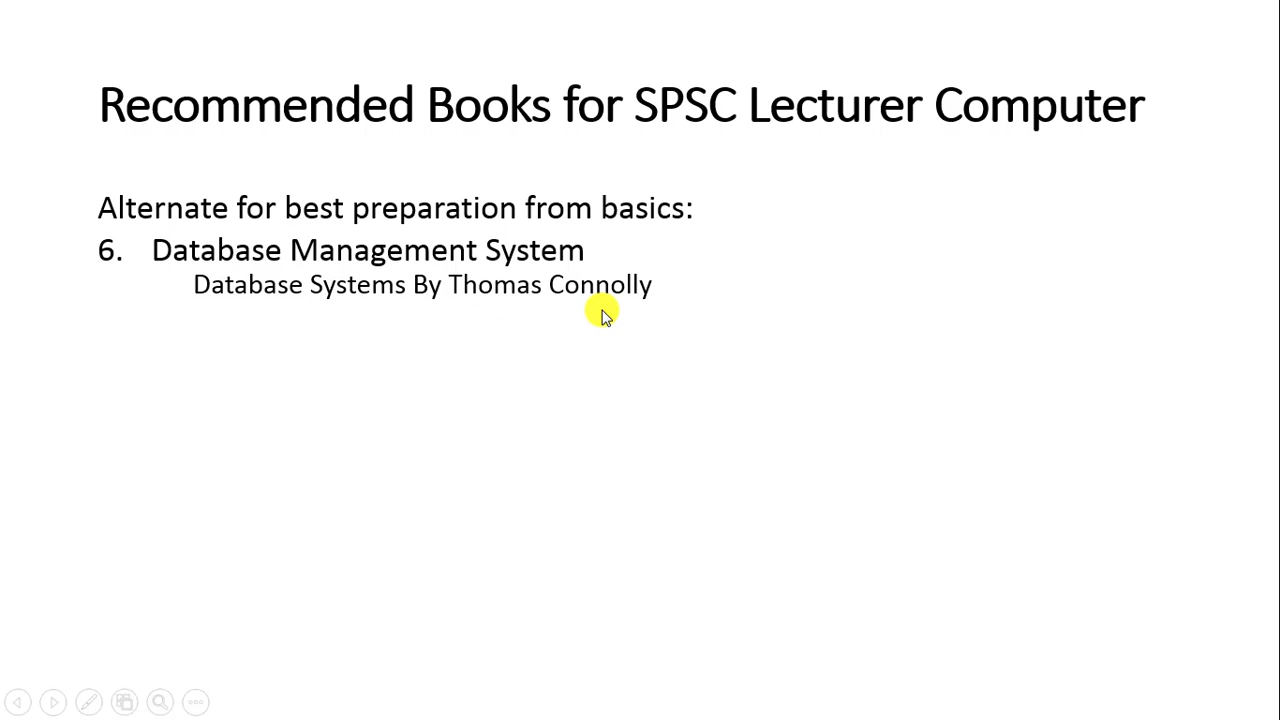 Recommended Books for SPSC Lecturer Computer
Alternate for best preparation from basics:
6. Database Management System
Database Systems By Thomas Connolly